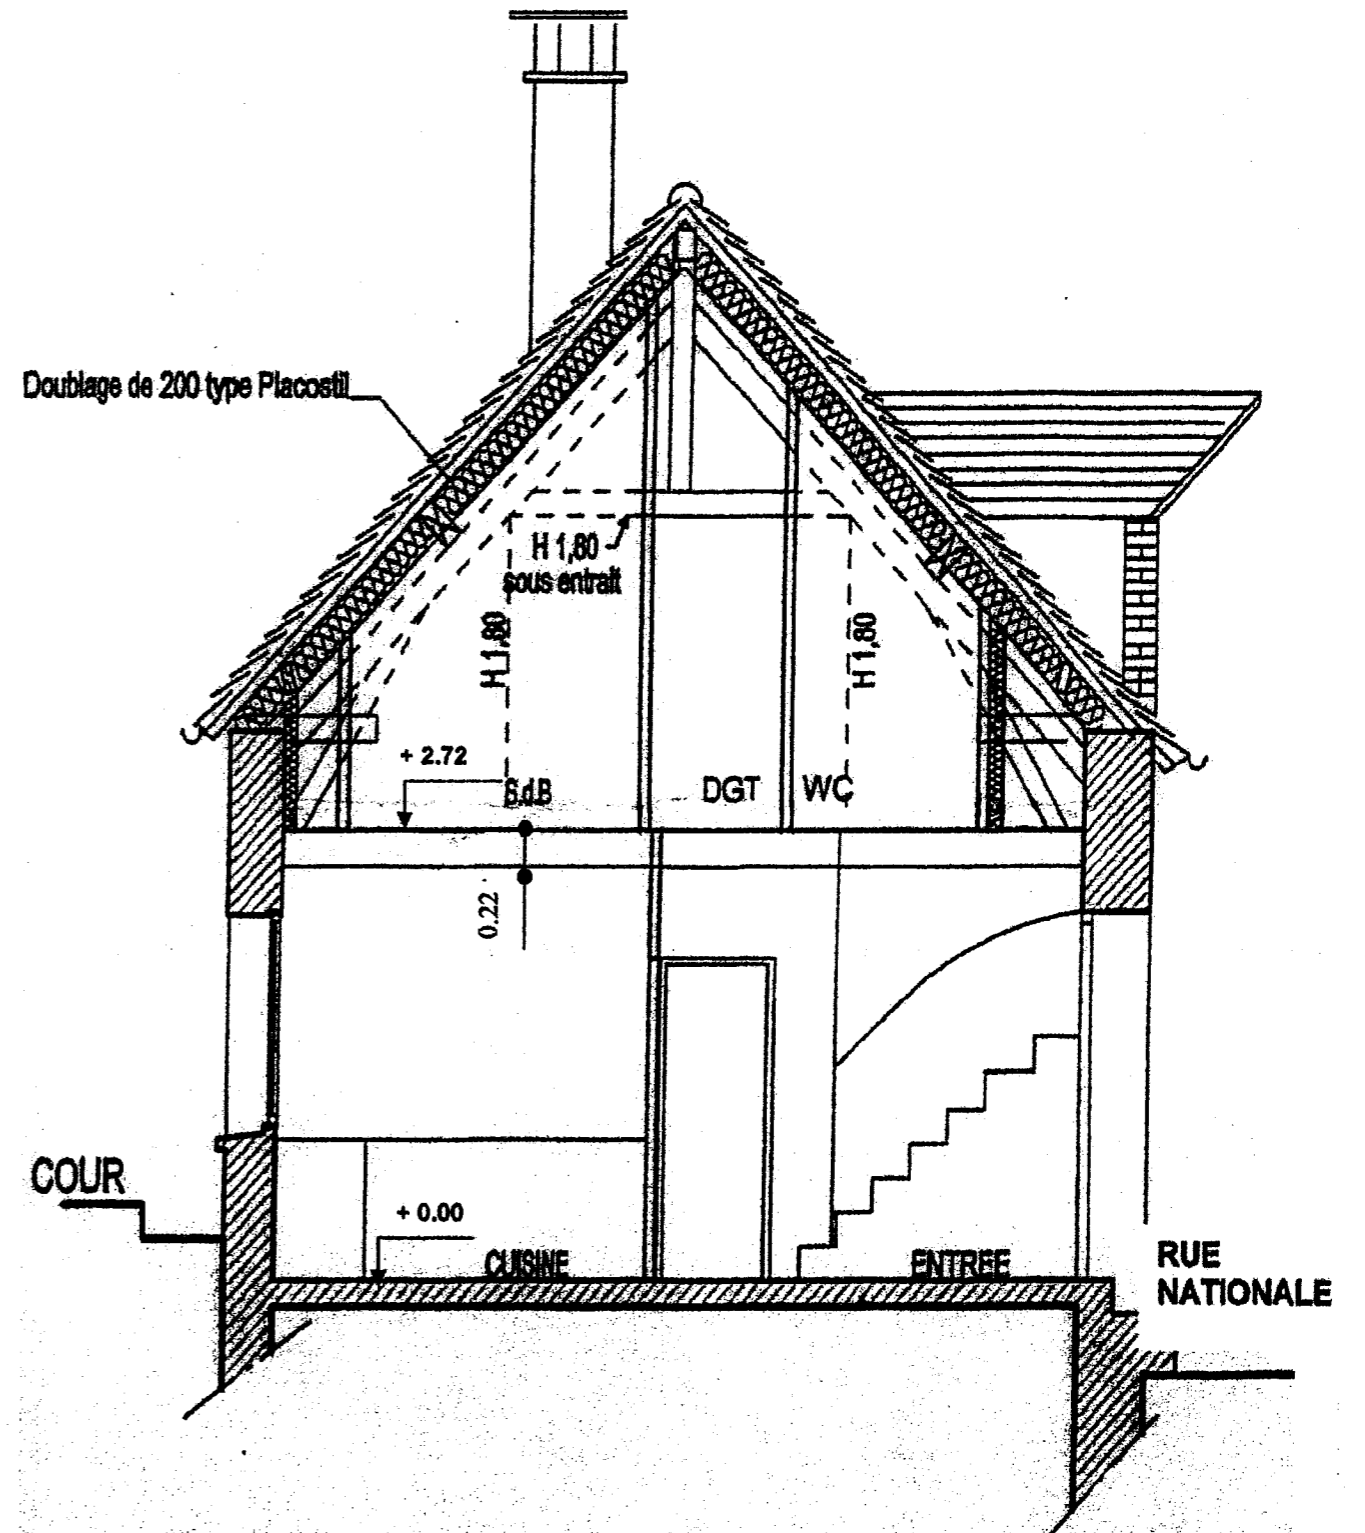 Doublage de 200 type Placostil
H 1,80
sous entrait
H 1,80
H 1,80
+ 2.72
S.d.B
DGT
WC
0.22
COUR
+ 0.00
CUISINE
ENTREE
RUE
NATIONALE